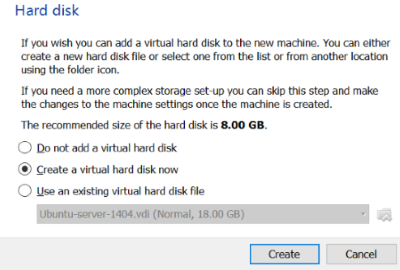 Hard disk
If you wish you can add a virtual hard disk to the new machine. You can either
create a new hard disk file or select one from the list or from another location
using the folder icon.
If you need a more complex storage set-up you can skip this step and make
the changes to the machine settings once the machine is created.
The recommended size of the hard disk is 8.00 GB.
Do not add a virtual hard disk
Create a virtual hard disk now
Use an existing virtual hard disk file
Ubuntu-server-1404.vdi (Normal, 18.00 GB)
Create
Cancel